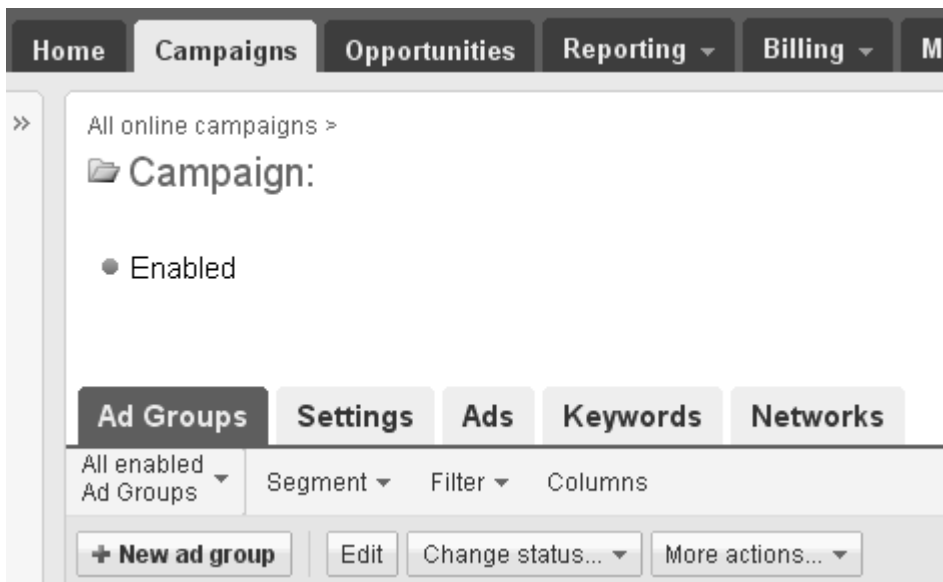 Home Campaigns Opportunities Reporting Billing M
»
All online campaigns >
Campaign:
Enabled
Ad Groups Settings Ads Keywords Networks
All enabled
Ad Groups Segment Filter Columns
+ New ad group Edit Change status... More actions...